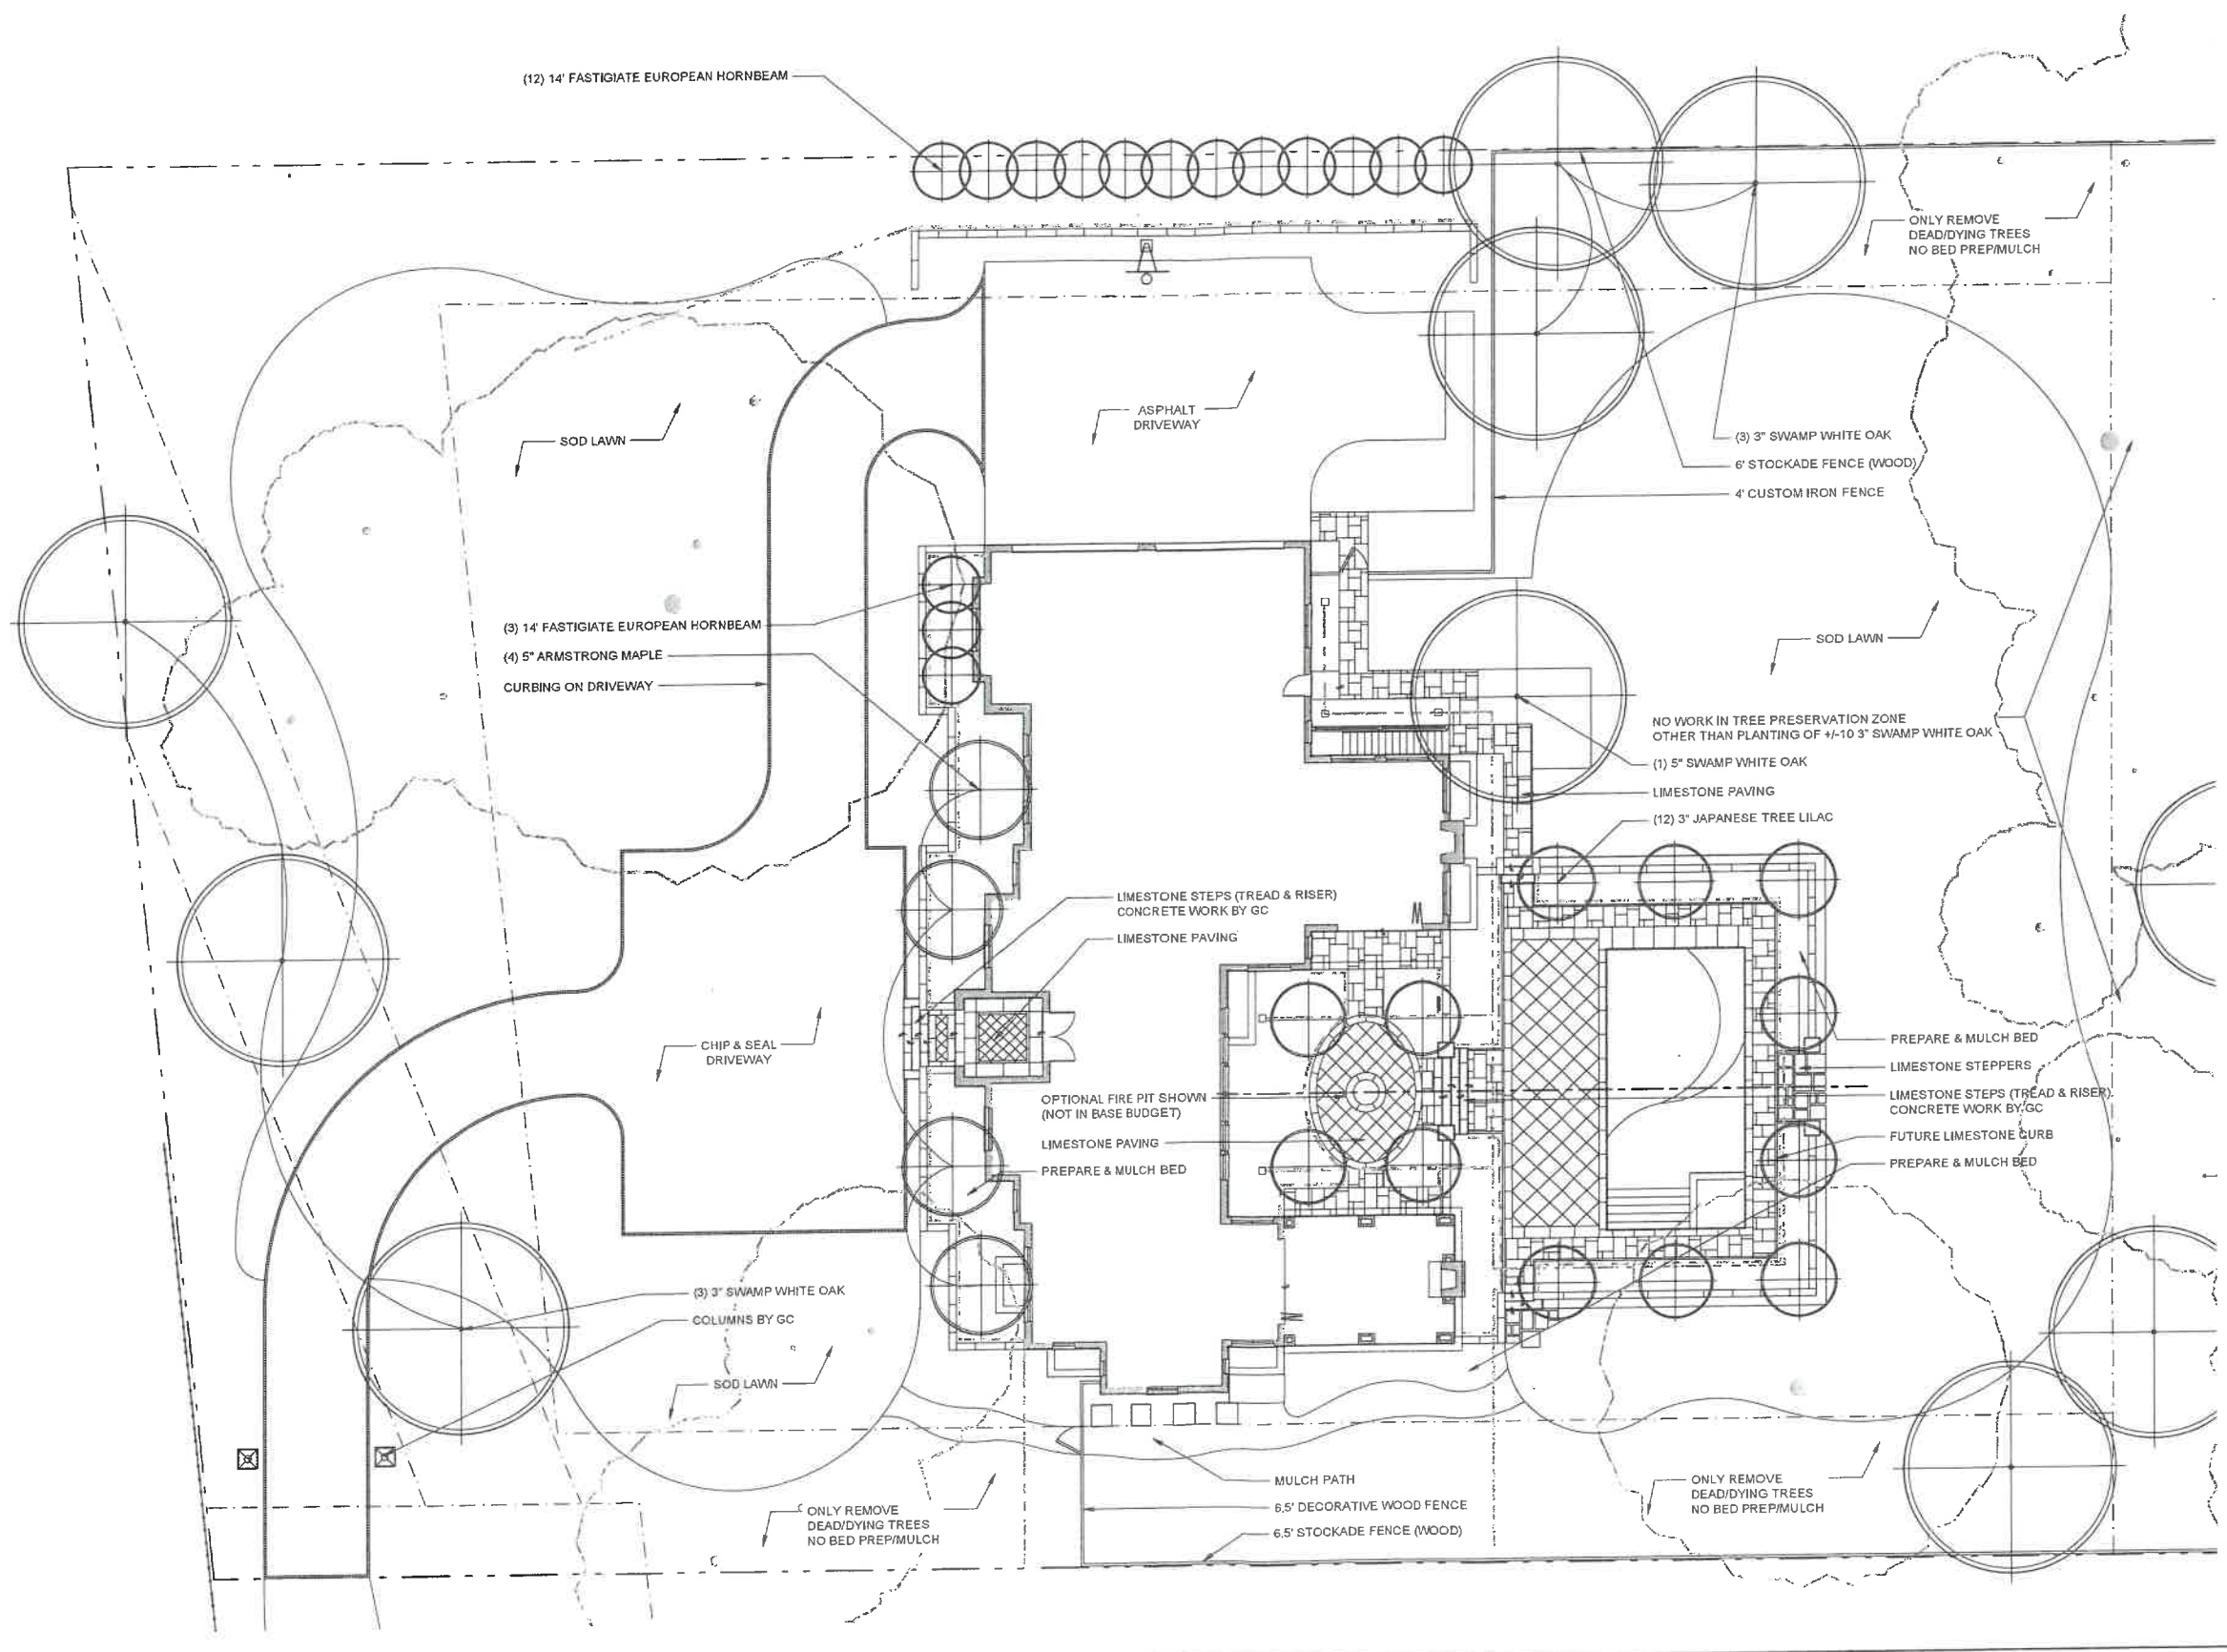 (12) 14' FASTIGIATE EUROPEAN HORNBEAM
ONLY REMOVE
DEAD/DYING TREES
NO BED PREP/MULCH
ASPHALT
DRIVEWAY
SOD LAWN
(3) 3" SWAMP WHITE OAK
6' STOCKADE FENCE (WOOD)
4' CUSTOM IRON FENCE
(3) 14' FASTIGIATE EUROPEAN HORNBEAM
(4) 5" ARMSTRONG MAPLE
CURBING ON DRIVEWAY
SOD LAWN
NO WORK IN TREE PRESERVATION ZONE
OTHER THAN PLANTING OF +/-10 3" SWAMP WHITE OAK
(1) 5" SWAMP WHITE OAK
LIMESTONE PAVING
(12) 3" JAPANESE TREE LILAC
LIMESTONE STEPS (TREAD & RISER)
CONCRETE WORK BY GC
LIMESTONE PAVING
CHIP & SEAL
DRIVEWAY
OPTIONAL FIRE PIT SHOWN
(NOT IN BASE BUDGET)
LIMESTONE PAVING
PREPARE & MULCH BED
PREPARE & MULCH BED
LIMESTONE STEPPERS
LIMESTONE STEPS (TREAD & RISER)
CONCRETE WORK BY GC
FUTURE LIMESTONE CURB
PREPARE & MULCH BED
(3) 3" SWAMP WHITE OAK
COLUMNS BY GC
SOD LAWN
MULCH PATH
6.5' DECORATIVE WOOD FENCE
6.5' STOCKADE FENCE (WOOD)
ONLY REMOVE
DEAD/DYING TREES
NO BED PREP/MULCH
ONLY REMOVE
DEAD/DYING TREES
NO BED PREP/MULCH